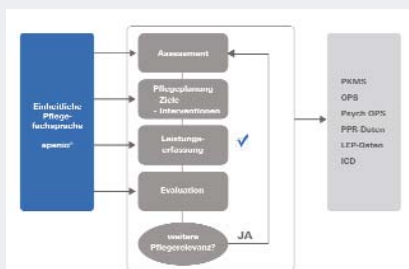 Einheitliche
Pflege-
fachsprache
apenio®
Assessment
Pflegeplanung
Ziele
- Interventionen
Leistungs-
erfassung
Evaluation
weitere
Pflegerelevanz?
JA
PKMS
OPS
Psych OPS
PPR-Daten
LEP-Daten
ICD